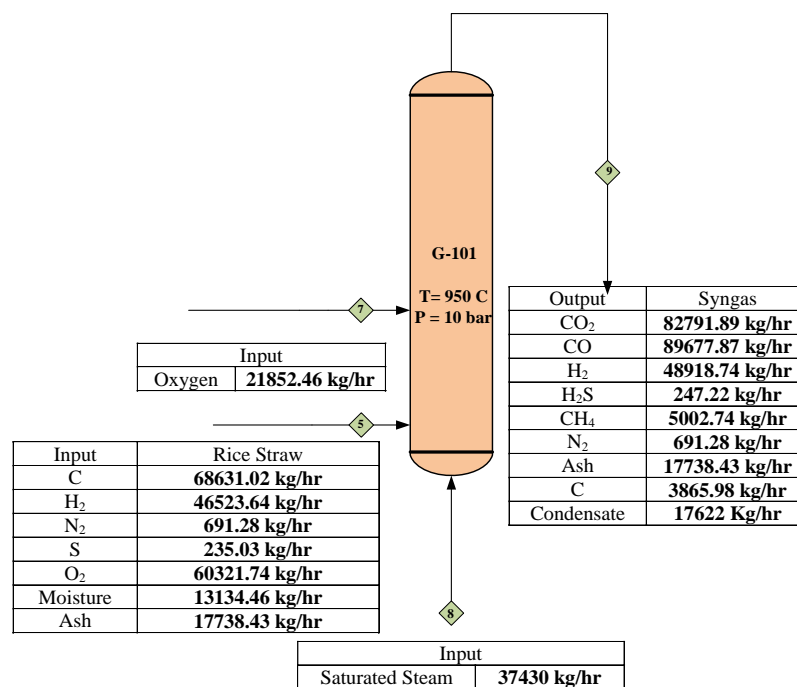 9
G-101
T= 950 C
P = 10 bar
7
Input
Oxygen 21852.46 kg/hr
5
Input Rice Straw
C 68631.02 kg/hr
H₂ 46523.64 kg/hr
N₂ 691.28 kg/hr
S 235.03 kg/hr
O₂ 60321.74 kg/hr
Moisture 13134.46 kg/hr
Ash 17738.43 kg/hr
Output Syngas
CO₂ 82791.89 kg/hr
CO 89677.87 kg/hr
H₂ 48918.74 kg/hr
H₂S 247.22 kg/hr
CH₄ 5002.74 kg/hr
N₂ 691.28 kg/hr
Ash 17738.43 kg/hr
C 3865.98 kg/hr
Condensate 17622 Kg/hr
8
Input
Saturated Steam 37430 kg/hr